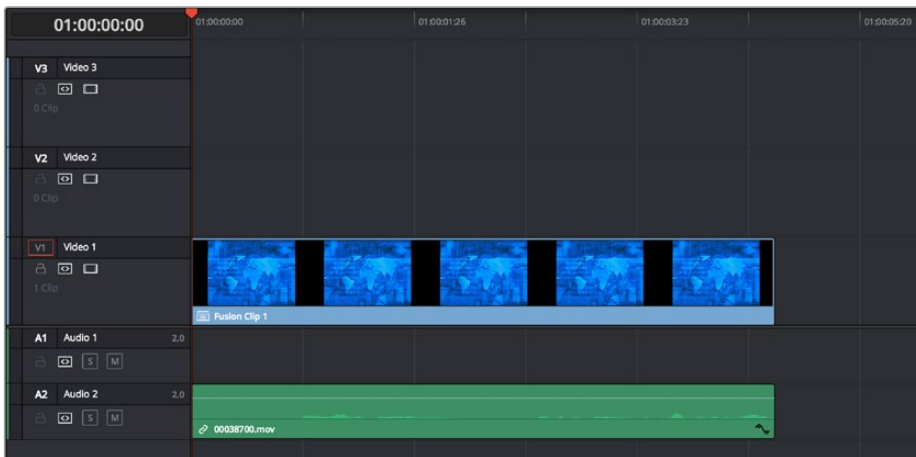 01:00:00:00
01:00:00:00 01:00:01:26 01:00:03:23 01:00:05:20
V3 Video 3
0 Clip
V2 Video 2
0 Clip
V1 Video 1
1 Clip
Fusion Clip 1
A1 Audio 1 2.0
S M
A2 Audio 2 2.0
S M
00038700.mov